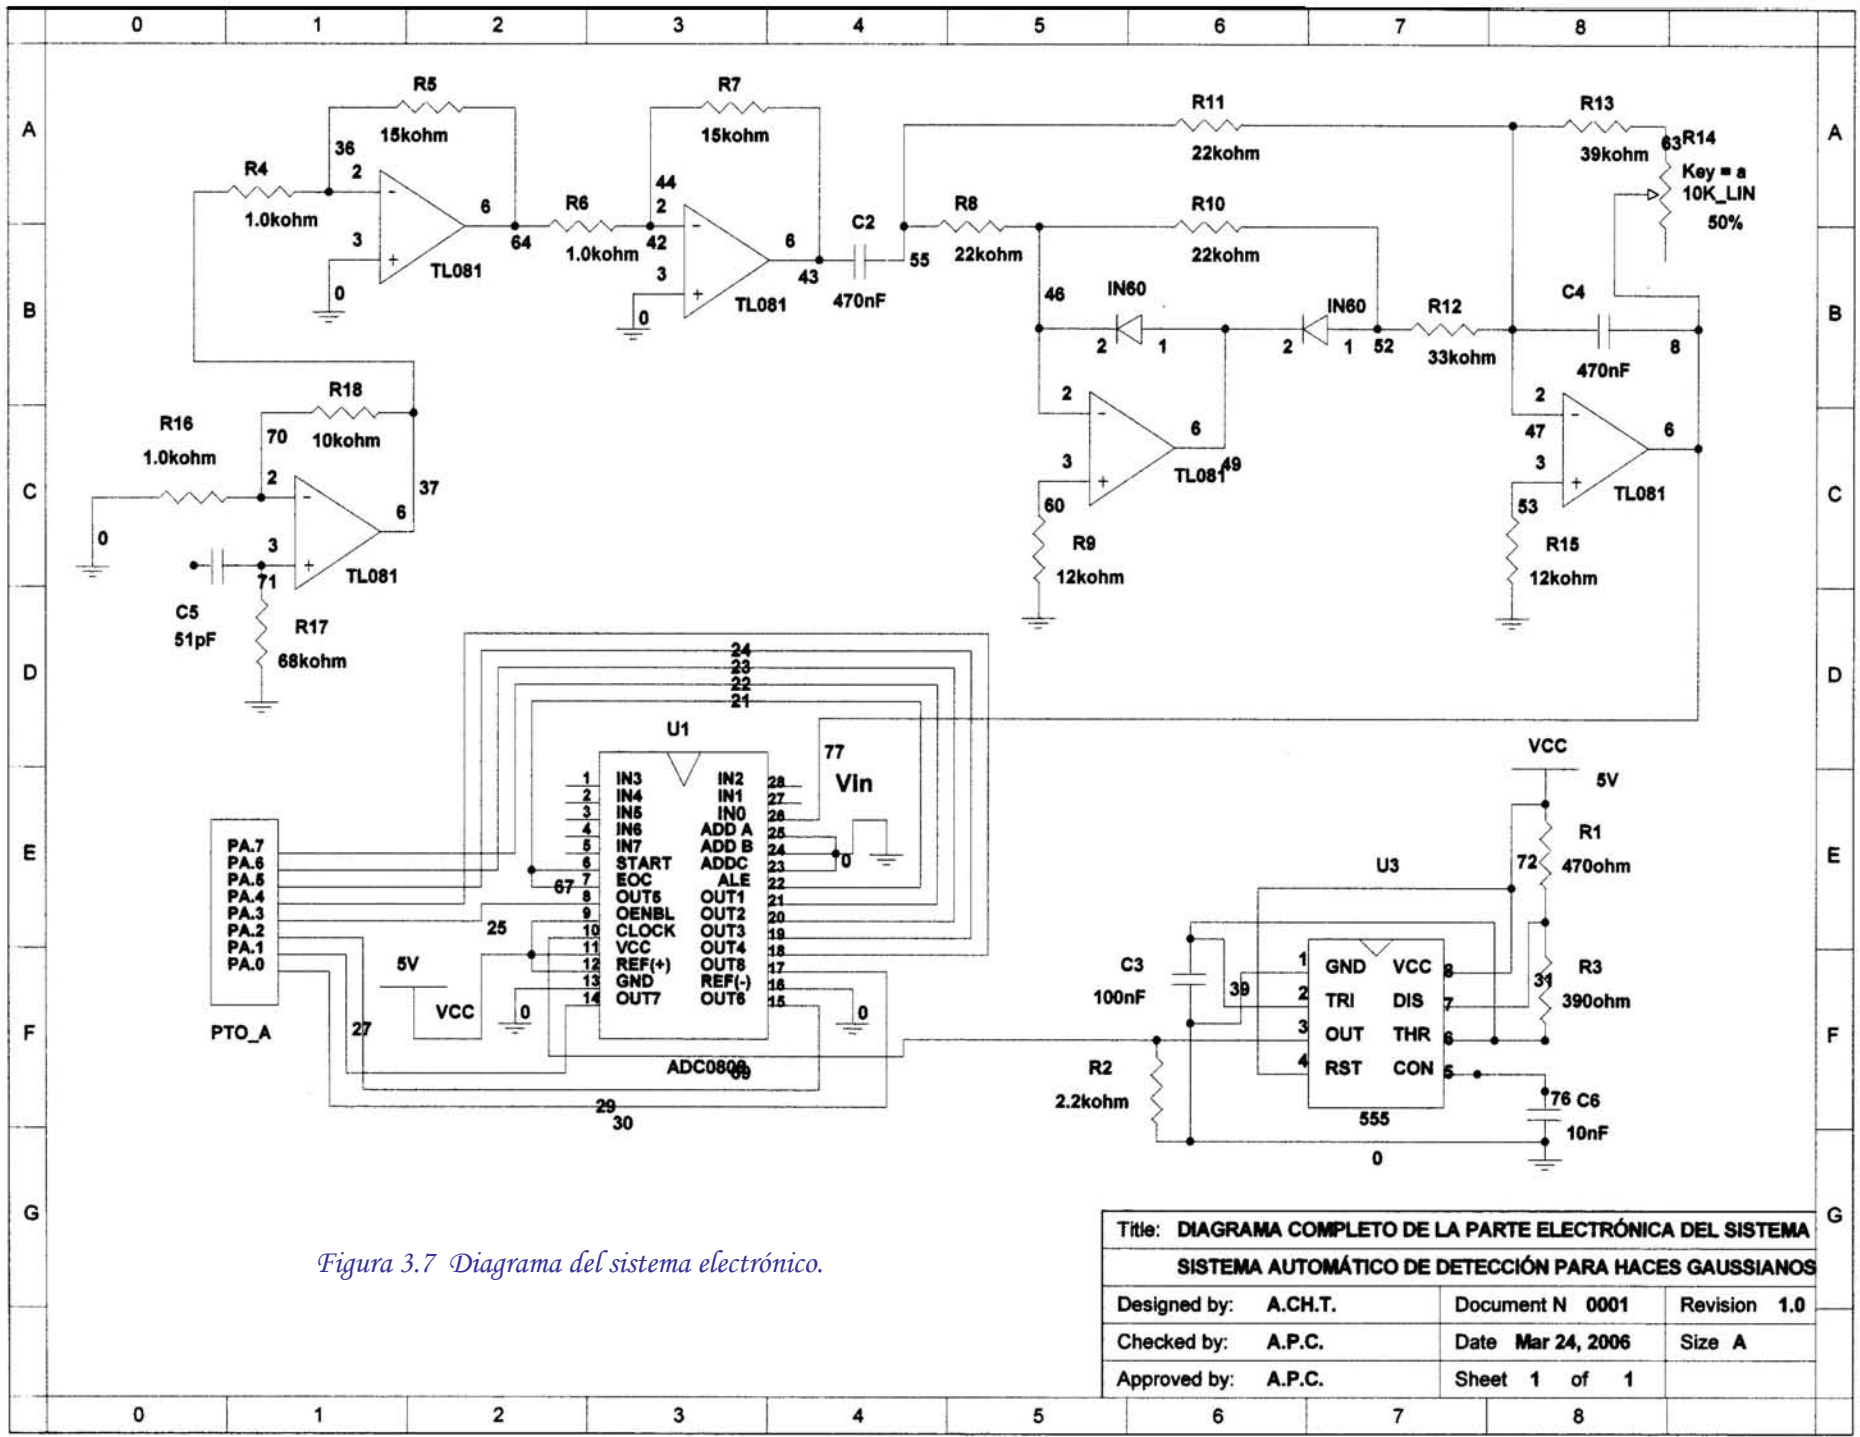 0 1 2 3 4 5 6 7 8
A
A
B
B
C
C
D
D
E
E
F
F
G
G
R5
15kohm
36
2
R4
1.0kohm
3
0
6
64
TL081
R7
15kohm
44
2
R6
1.0kohm
42
3
0
6
43
TL081
C2
470nF
55
R11
22kohm
R8
22kohm
R10
22kohm
46
IN60
2 1
IN60
2 1
52
R12
33kohm
R13
39kohm
63
R14
Key = a
10K_LIN
50%
C4
470nF
8
2
3
6
49
TL081
60
R9
12kohm
2
47
3
6
TL081
53
R15
12kohm
R18
10kohm
70
R16
1.0kohm
2
37
6
3
0
71
TL081
C5
51pF
R17
68kohm
24
23
22
21
U1
77
Vin
1 IN3 IN2 28
2 IN4 IN1 27
3 IN5 IN0 26
4 IN6 ADD A 25
5 IN7 ADD B 24
6 START ADDC 23
7 EOC ALE 22
8 OUT5 OUT1 21
9 OENBL OUT2 20
10 CLOCK OUT3 19
11 VCC OUT4 18
12 REF(+) OUT8 17
13 GND REF(-) 16
14 OUT7 OUT6 15
0
67
25
0
0
ADC0808
PA.7
PA.6
PA.5
PA.4
PA.3
PA.2
PA.1
PA.0
PTO_A
5V
VCC
27
29
30
VCC
5V
R1
470ohm
72
U3
C3
100nF
39
1 GND VCC 8
2 TRI DIS 7
3 OUT THR 6
4 RST CON 5
555
31
R3
390ohm
R2
2.2kohm
76
C6
10nF
0
Figura 3.7 Diagrama del sistema electrónico.
Title: DIAGRAMA COMPLETO DE LA PARTE ELECTRÓNICA DEL SISTEMA
SISTEMA AUTOMÁTICO DE DETECCIÓN PARA HACES GAUSSIANOS
Designed by: A.CH.T. Document N 0001 Revision 1.0
Checked by: A.P.C. Date Mar 24, 2006 Size A
Approved by: A.P.C. Sheet 1 of 1
0 1 2 3 4 5 6 7 8